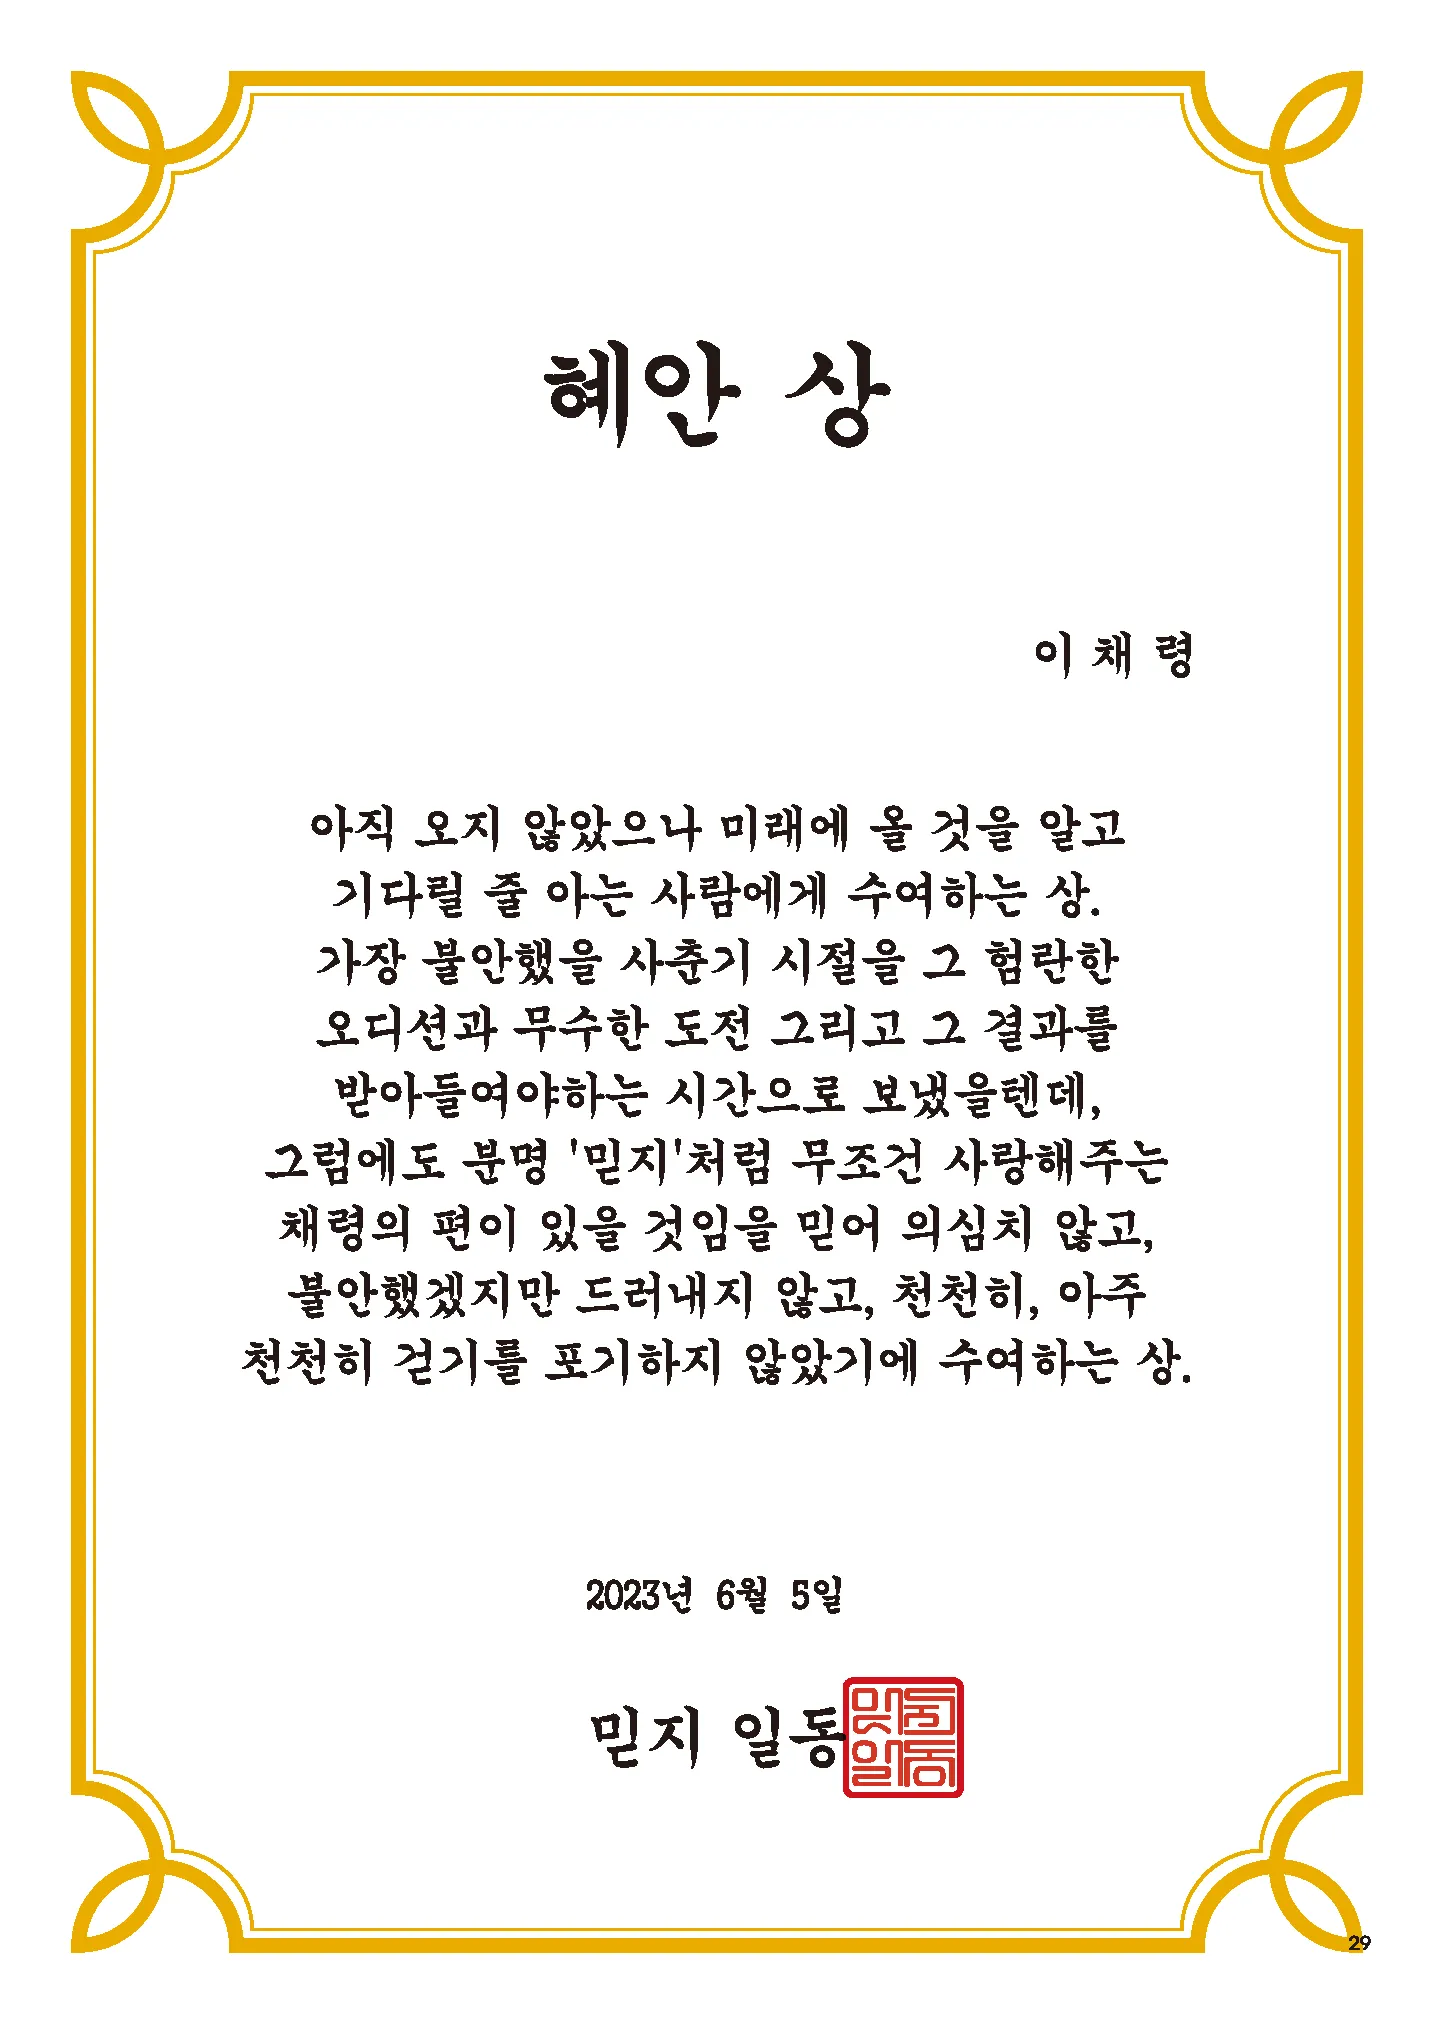 혜안 상
이 채 령
아직 오지 않았으나 미래에 올 것을 알고
기다릴 줄 아는 사람에게 수여하는 상.
가장 불안했을 사춘기 시절을 그 험란한
오디션과 무수한 도전 그리고 그 결과를
받아들여야하는 시간으로 보냈을텐데,
그럼에도 분명 '믿지'처럼 무조건 사랑해주는
채령의 편이 있을 것임을 믿어 의심치 않고,
불안했겠지만 드러내지 않고, 천천히, 아주
천천히 걷기를 포기하지 않았기에 수여하는 상.
2023년 6월 5일
믿지 일동
29